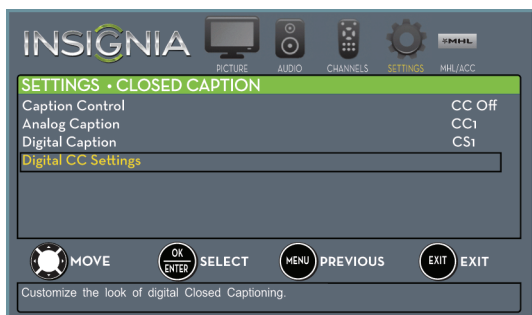 INSIGNIA
PICTURE AUDIO CHANNELS SETTINGS MHL MHL/ACC
SETTINGS • CLOSED CAPTION
Caption Control CC Off
Analog Caption CC1
Digital Caption CS1
Digital CC Settings
MOVE OK ENTER SELECT MENU PREVIOUS EXIT EXIT
Customize the look of digital Closed Captioning.